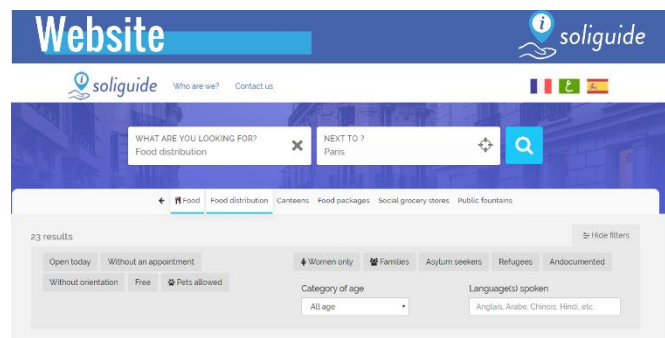 Website
soliguide
soliguide Who are we? Contact us
WHAT ARE YOU LOOKING FOR?
Food distribution
NEXT TO ?
Paris
Food Food distribution Canteens Food packages Social grocery stores Public fountains
23 results
Hide filters
Open today Without an appointment
Women only Families Asylum seekers Refugees Andocumented
Without orientation Free Pets allowed
Category of age Language(s) spoken
All age Anglais, Arabe, Chinois, Hindi, etc.